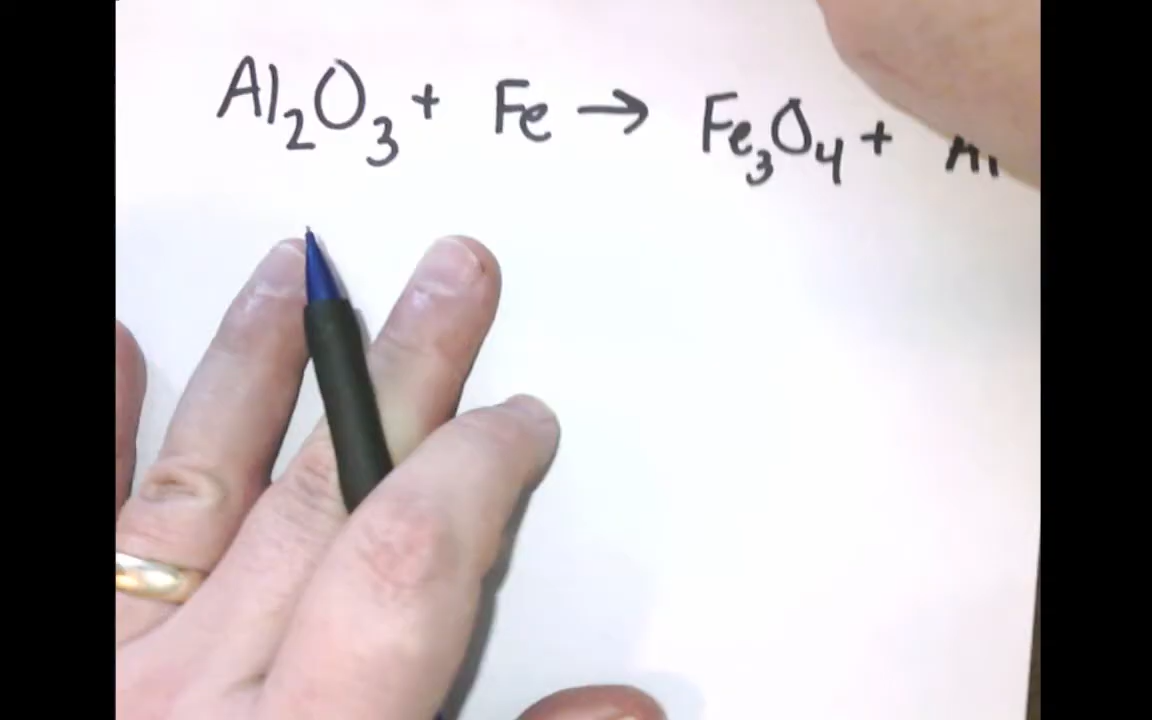 Al₂O₃ + Fe → Fe₃O₄ +